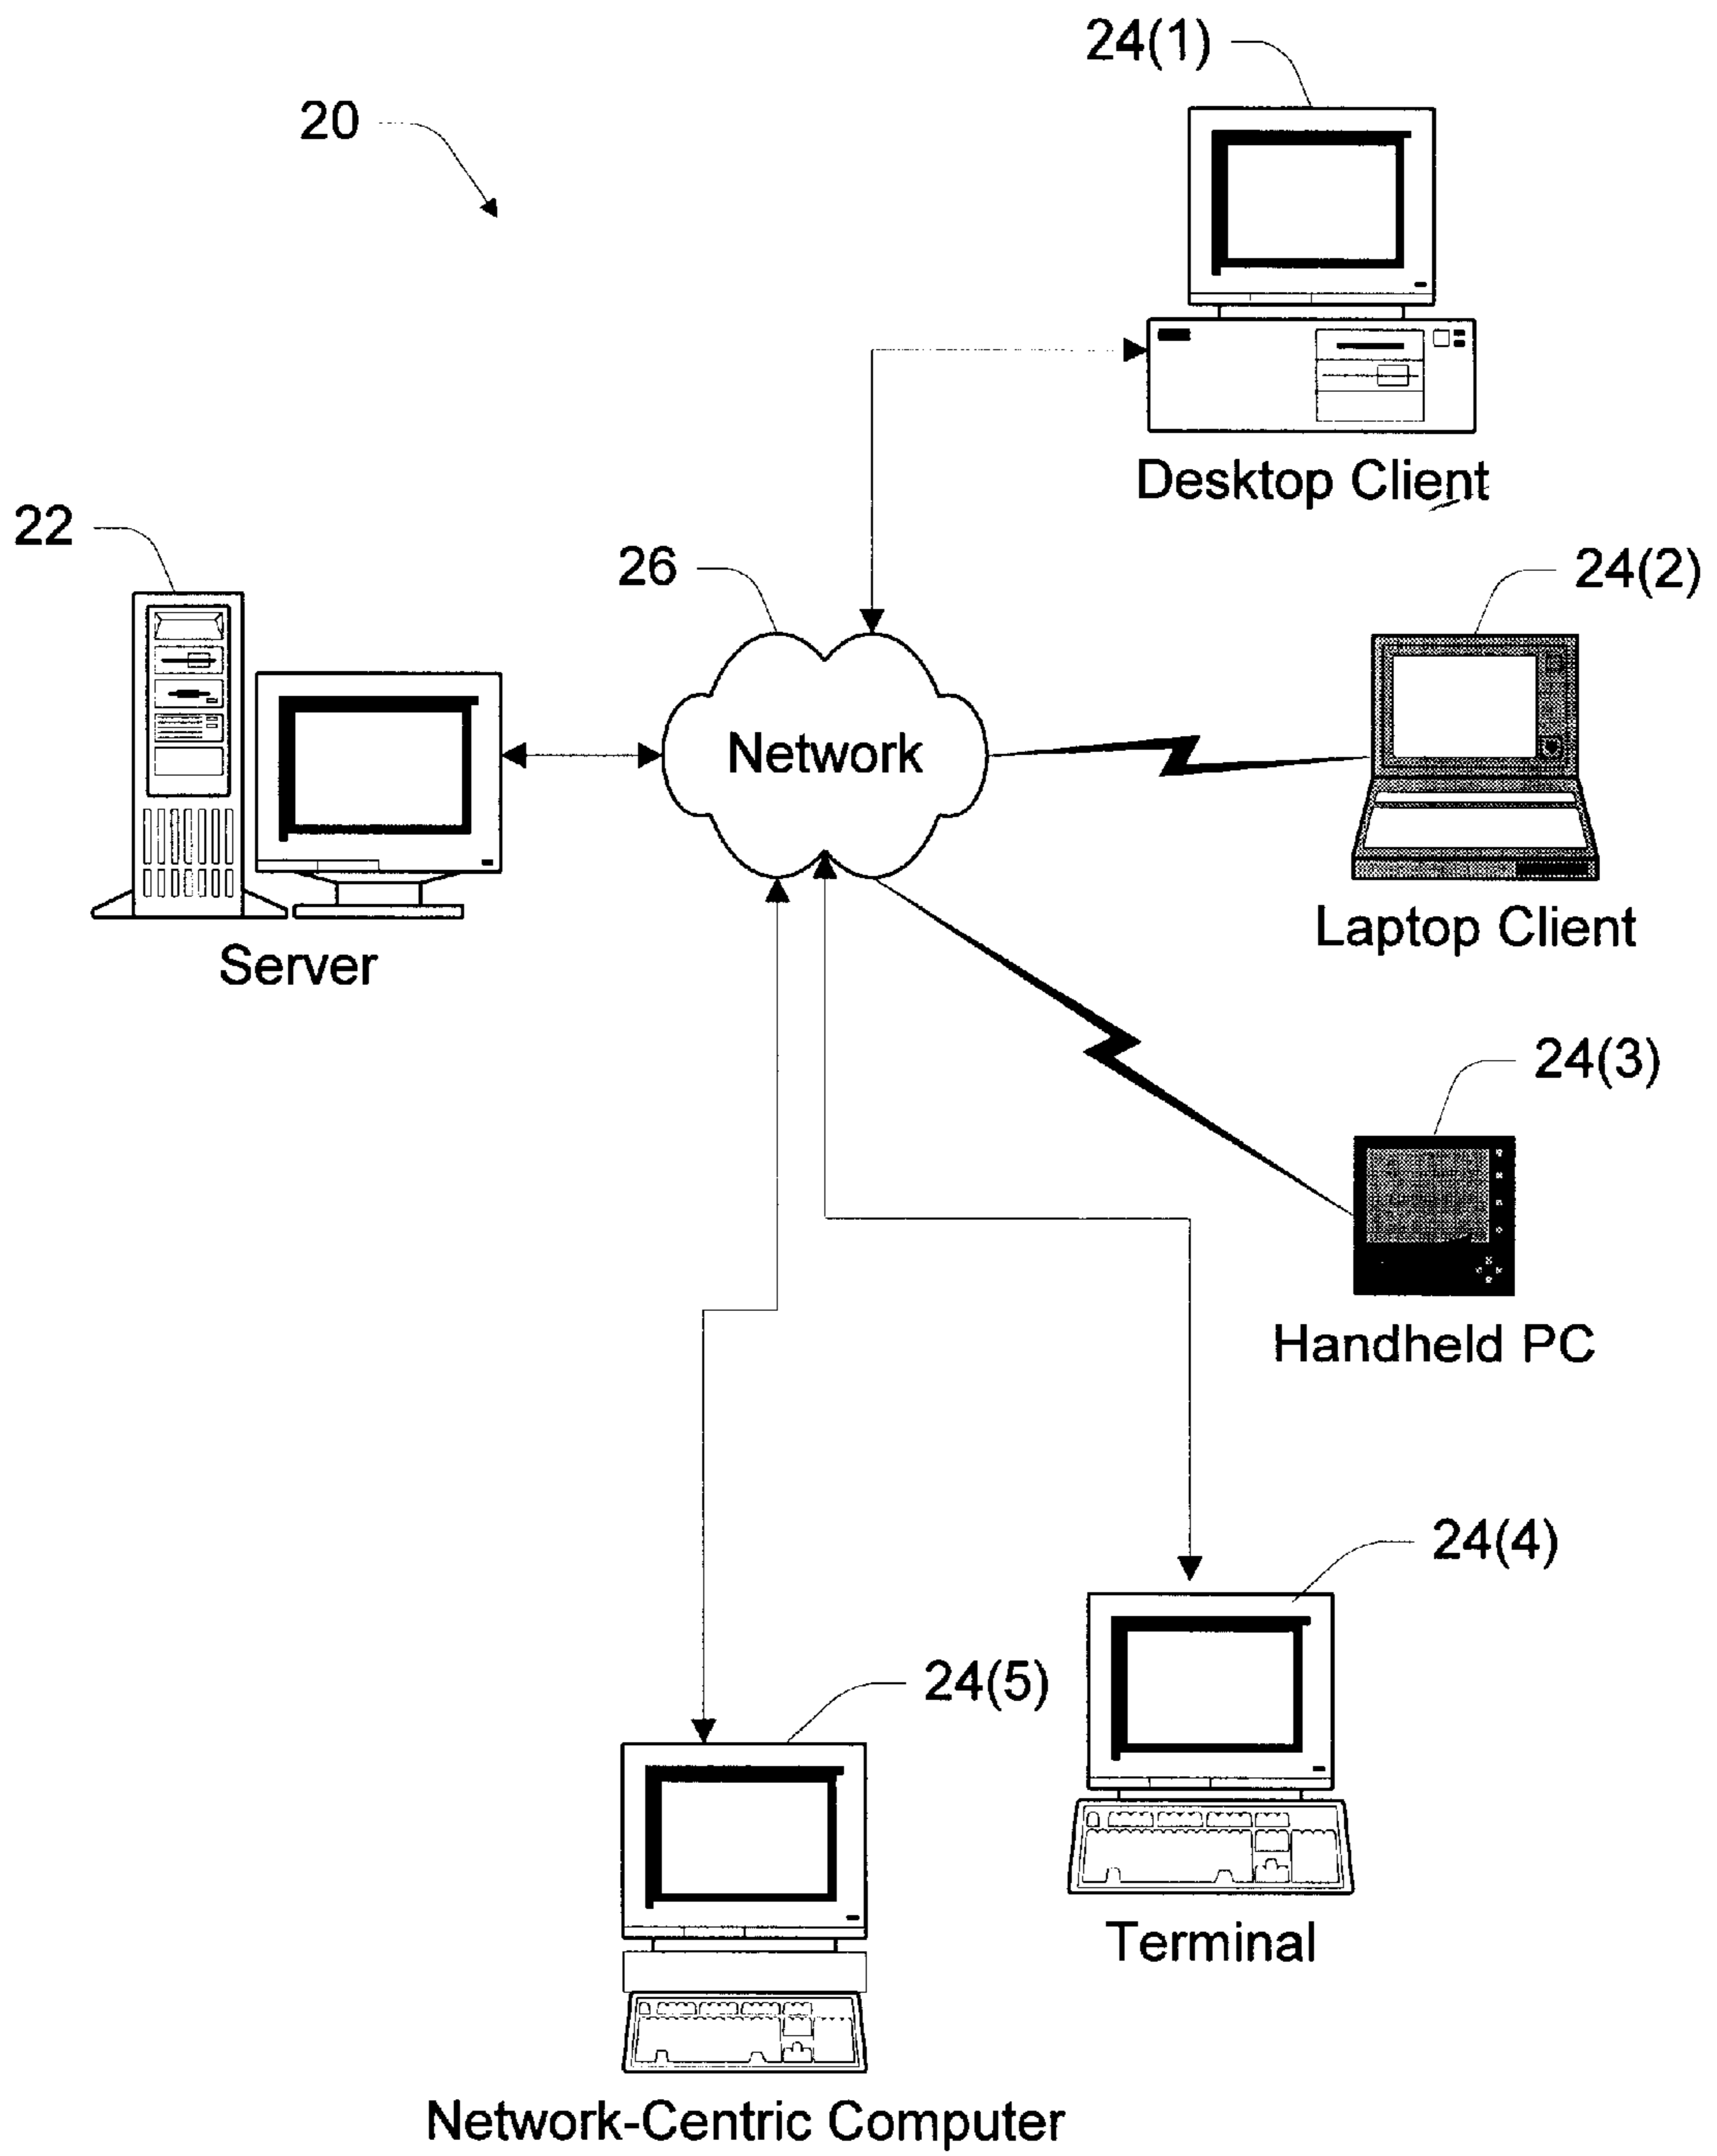 24(1)
20
Desktop Client
22
26
24(2)
Network
Laptop Client
Server
24(3)
Handheld PC
24(4)
24(5)
Terminal
Network-Centric Computer